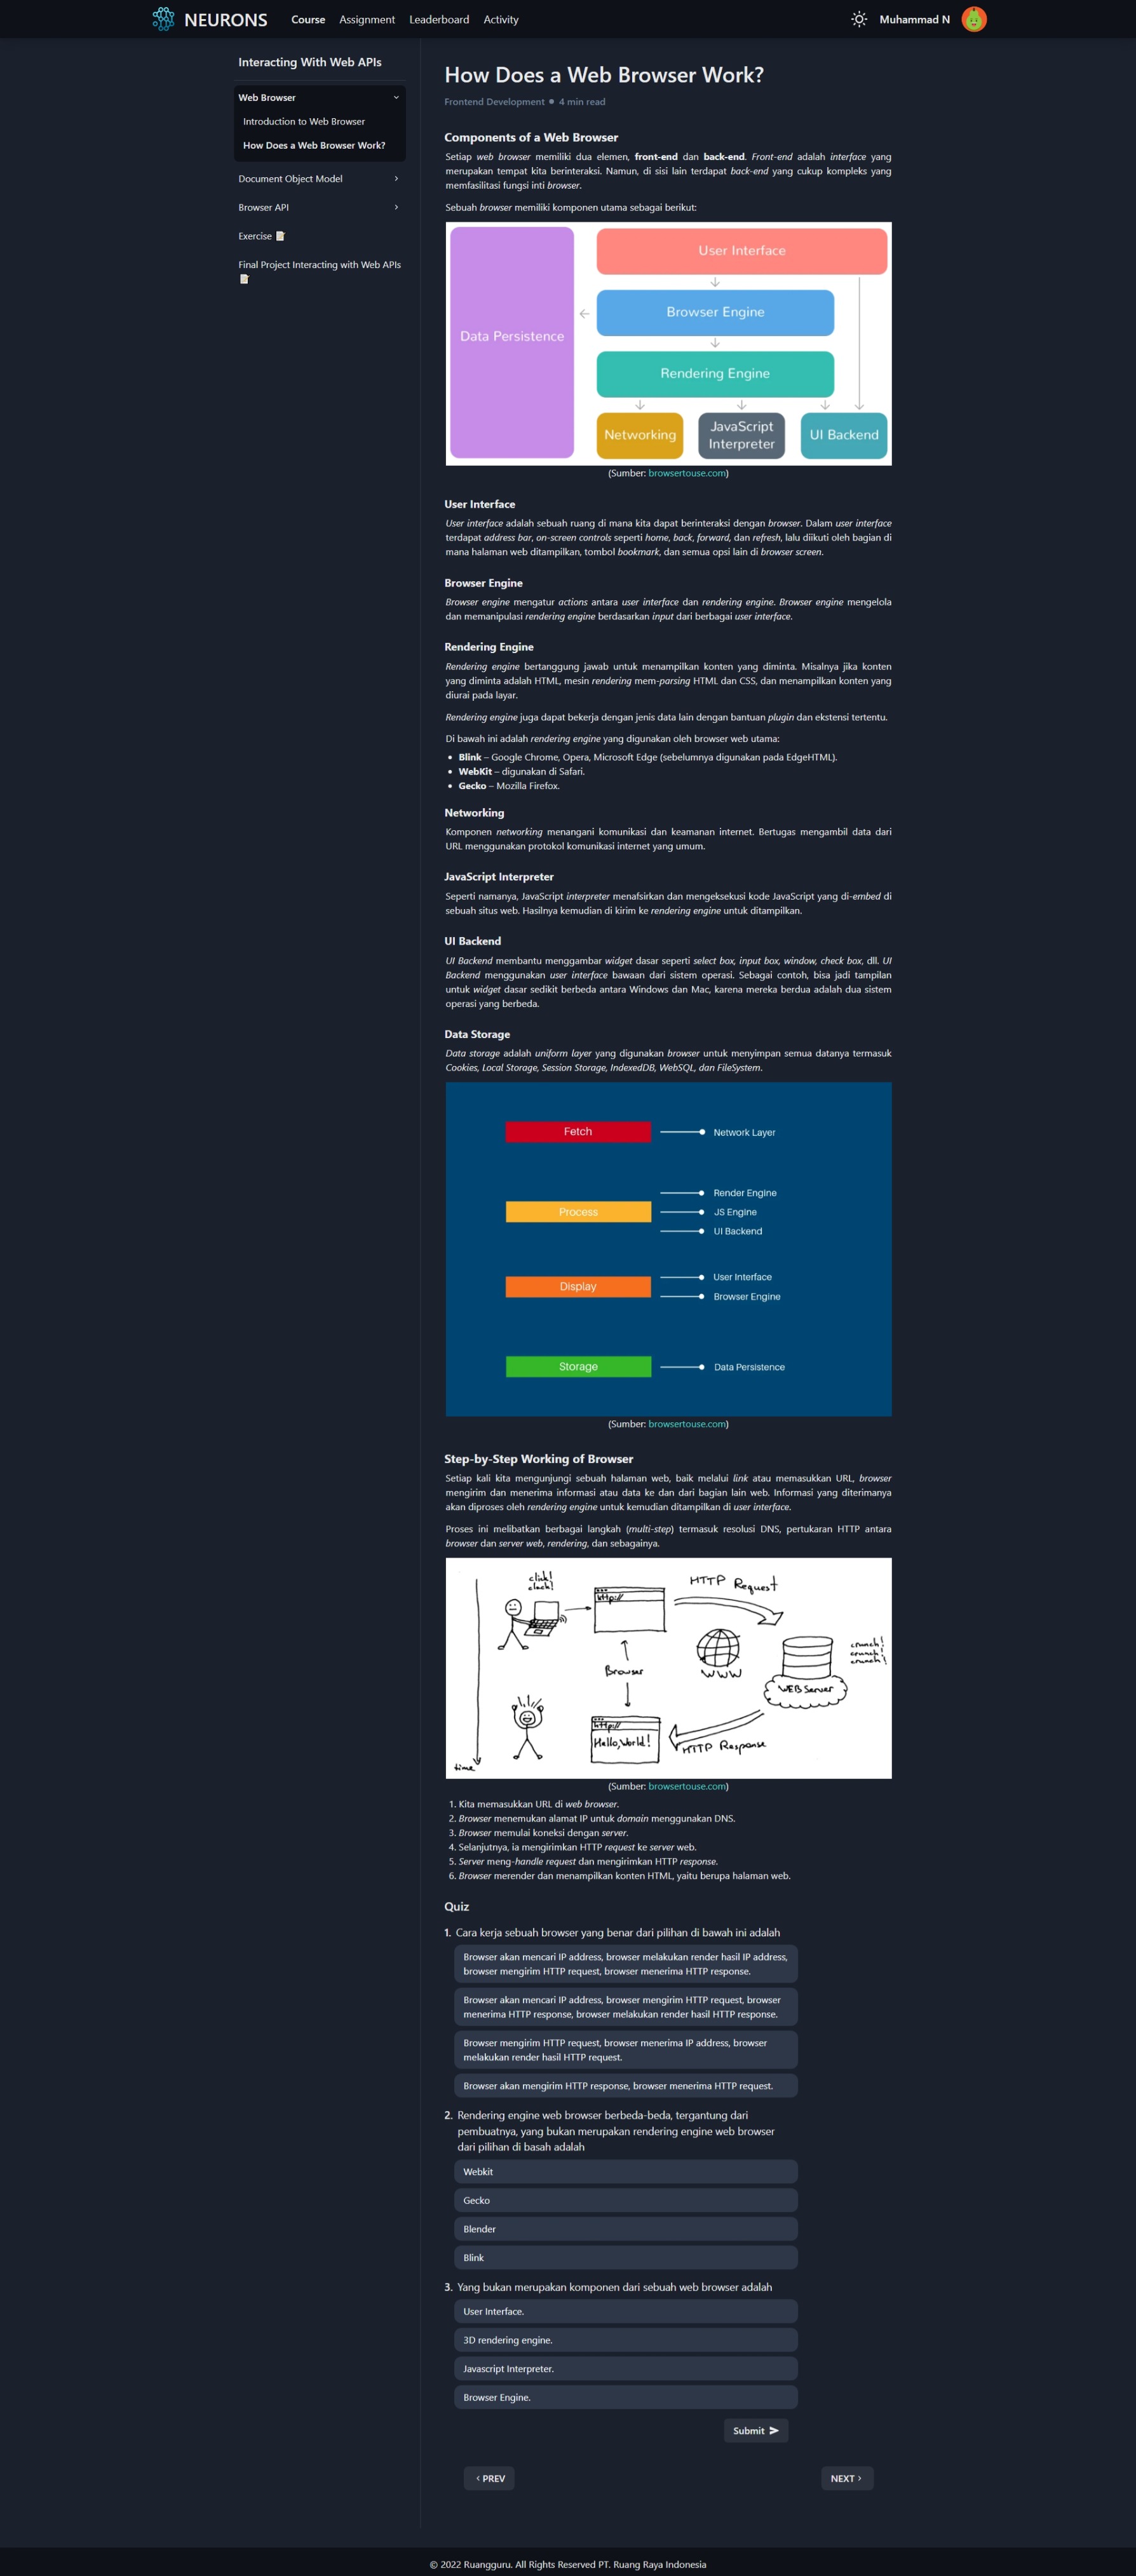 NEURONS
Course
Assignment
Leaderboard
Activity
Muhammad N
Interacting With Web APIs
Web Browser
Introduction to Web Browser
How Does a Web Browser Work?
Document Object Model
Browser API
Exercise
Final Project Interacting with Web APIs
How Does a Web Browser Work?
Frontend Development
4 min read
Components of a Web Browser
Setiap web browser memiliki dua elemen, front-end dan back-end. Front-end adalah interface yang
merupakan tempat kita berinteraksi. Namun, di sisi lain terdapat back-end yang cukup kompleks yang
memfasilitasi fungsi inti browser.
Sebuah browser memiliki komponen utama sebagai berikut:
User Interface
Browser Engine
Data Persistence
Rendering Engine
Networking
JavaScript
Interpreter
UI Backend
(Sumber: browsertouse.com)
User Interface
User interface adalah sebuah ruang di mana kita dapat berinteraksi dengan browser. Dalam user interface
terdapat address bar, on-screen controls seperti home, back, forward, dan refresh, lalu diikuti oleh bagian di
mana halaman web ditampilkan, tombol bookmark, dan semua opsi lain di browser screen.
Browser Engine
Browser engine mengatur actions antara user interface dan rendering engine. Browser engine mengelola
dan memanipulasi rendering engine berdasarkan input dari berbagai user interface.
Rendering Engine
Rendering engine bertanggung jawab untuk menampilkan konten yang diminta. Misalnya jika konten
yang diminta adalah HTML, mesin rendering mem-parsing HTML dan CSS, dan menampilkan konten yang
diurai pada layar.
Rendering engine juga dapat bekerja dengan jenis data lain dengan bantuan plugin dan ekstensi tertentu.
Di bawah ini adalah rendering engine yang digunakan oleh browser web utama:
• Blink – Google Chrome, Opera, Microsoft Edge (sebelumnya digunakan pada EdgeHTML).
• WebKit – digunakan di Safari.
• Gecko – Mozilla Firefox.
Networking
Komponen networking menangani komunikasi dan keamanan internet. Bertugas mengambil data dari
URL menggunakan protokol komunikasi internet yang umum.
JavaScript Interpreter
Seperti namanya, JavaScript interpreter menafsirkan dan mengeksekusi kode JavaScript yang di-embed di
sebuah situs web. Hasilnya kemudian di kirim ke rendering engine untuk ditampilkan.
UI Backend
UI Backend membantu menggambar widget dasar seperti select box, input box, window, check box, dll. UI
Backend menggunakan user interface bawaan dari sistem operasi. Sebagai contoh, bisa jadi tampilan
untuk widget dasar sedikit berbeda antara Windows dan Mac, karena mereka berdua adalah dua sistem
operasi yang berbeda.
Data Storage
Data storage adalah uniform layer yang digunakan browser untuk menyimpan semua datanya termasuk
Cookies, Local Storage, Session Storage, IndexedDB, WebSQL, dan FileSystem.
Fetch
Network Layer
Process
Render Engine
JS Engine
UI Backend
Display
User Interface
Browser Engine
Storage
Data Persistence
(Sumber: browsertouse.com)
Step-by-Step Working of Browser
Setiap kali kita mengunjungi sebuah halaman web, baik melalui link atau memasukkan URL, browser
mengirim dan menerima informasi atau data ke dan dari bagian lain web. Informasi yang diterimanya
akan diproses oleh rendering engine untuk kemudian ditampilkan di user interface.
Proses ini melibatkan berbagai langkah (multi-step) termasuk resolusi DNS, pertukaran HTTP antara
browser dan server web, rendering, dan sebagainya.
click!
clack!
http://
HTTP Request
WWW
crunch!
crunch!
crunch!
WEB Server
Browser
http://
Hello, World!
HTTP Response
time
(Sumber: browsertouse.com)
1. Kita memasukkan URL di web browser.
2. Browser menemukan alamat IP untuk domain menggunakan DNS.
3. Browser memulai koneksi dengan server.
4. Selanjutnya, ia mengirimkan HTTP request ke server web.
5. Server meng-handle request dan mengirimkan HTTP response.
6. Browser merender dan menampilkan konten HTML, yaitu berupa halaman web.
Quiz
1. Cara kerja sebuah browser yang benar dari pilihan di bawah ini adalah
Browser akan mencari IP address, browser melakukan render hasil IP address,
browser mengirim HTTP request, browser menerima HTTP response.
Browser akan mencari IP address, browser mengirim HTTP request, browser
menerima HTTP response, browser melakukan render hasil HTTP response.
Browser mengirim HTTP request, browser menerima IP address, browser
melakukan render hasil HTTP request.
Browser akan mengirim HTTP response, browser menerima HTTP request.
2. Rendering engine web browser berbeda-beda, tergantung dari
pembuatnya, yang bukan merupakan rendering engine web browser
dari pilihan di basah adalah
Webkit
Gecko
Blender
Blink
3. Yang bukan merupakan komponen dari sebuah web browser adalah
User Interface.
3D rendering engine.
Javascript Interpreter.
Browser Engine.
Submit
PREV
NEXT
© 2022 Ruangguru. All Rights Reserved PT. Ruang Raya Indonesia